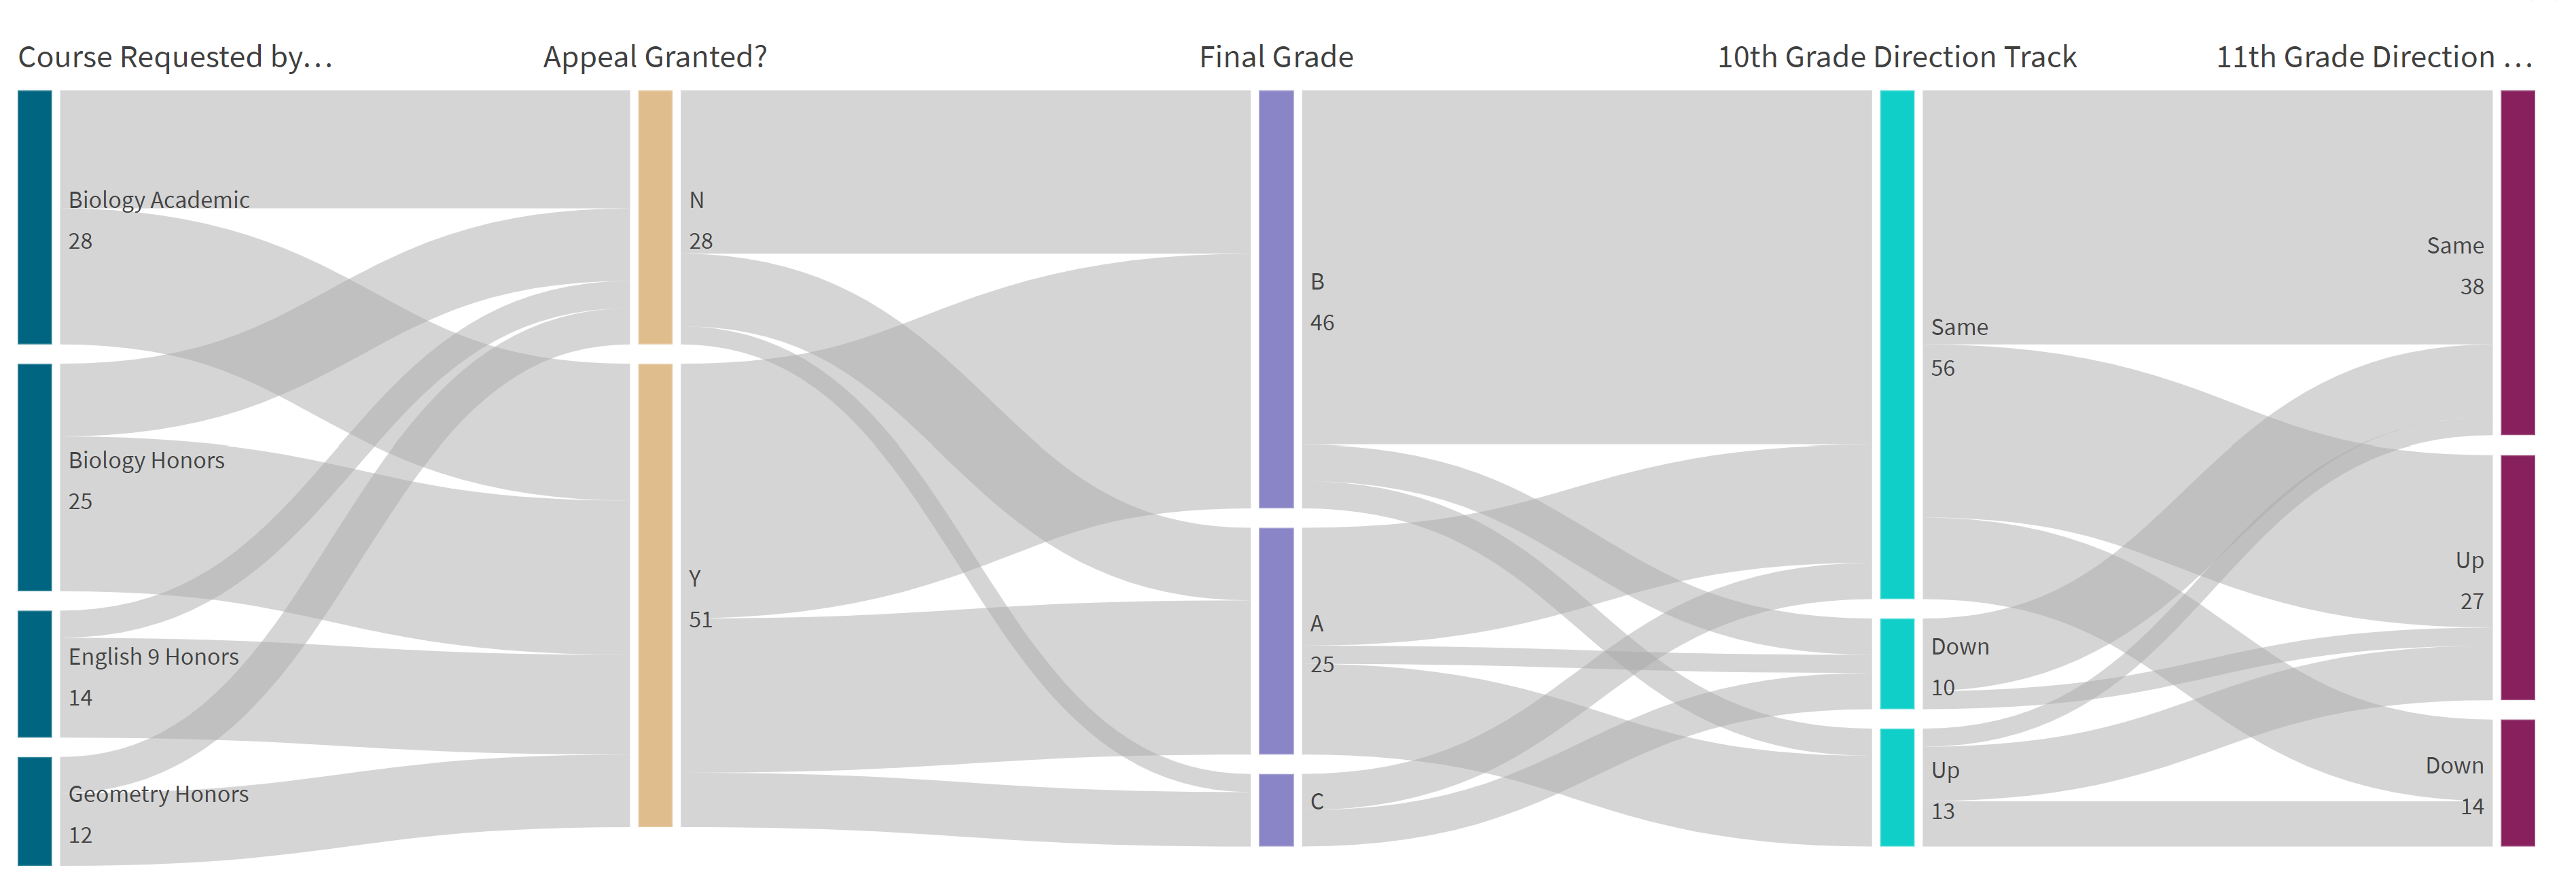 Course Requested by…
Appeal Granted?
Final Grade
10th Grade Direction Track
11th Grade Direction …
Biology Academic
28
Biology Honors
25
English 9 Honors
14
Geometry Honors
12
N
28
Y
51
B
46
A
25
C
Same
56
Down
10
Up
13
Same
38
Up
27
Down
14